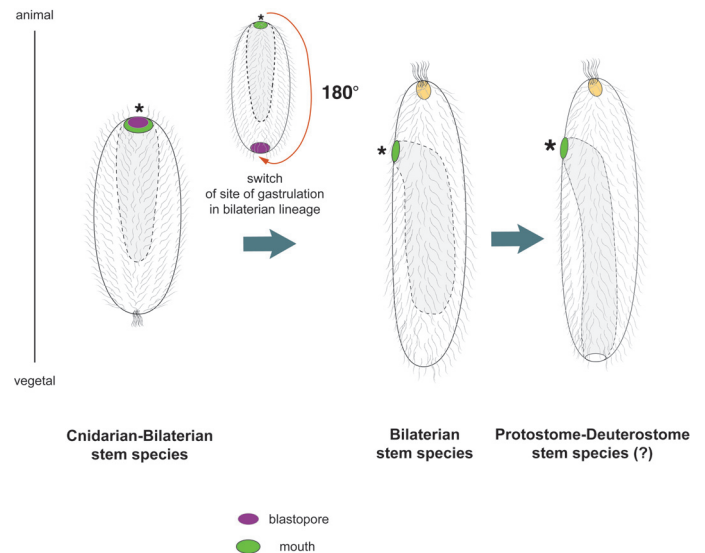 animal
*
180°
*
switch
of site of gastrulation
in bilaterian lineage
*
*
vegetal
Cnidarian-Bilaterian
stem species
Bilaterian
stem species
Protostome-Deuterostome
stem species (?)
blastopore
mouth